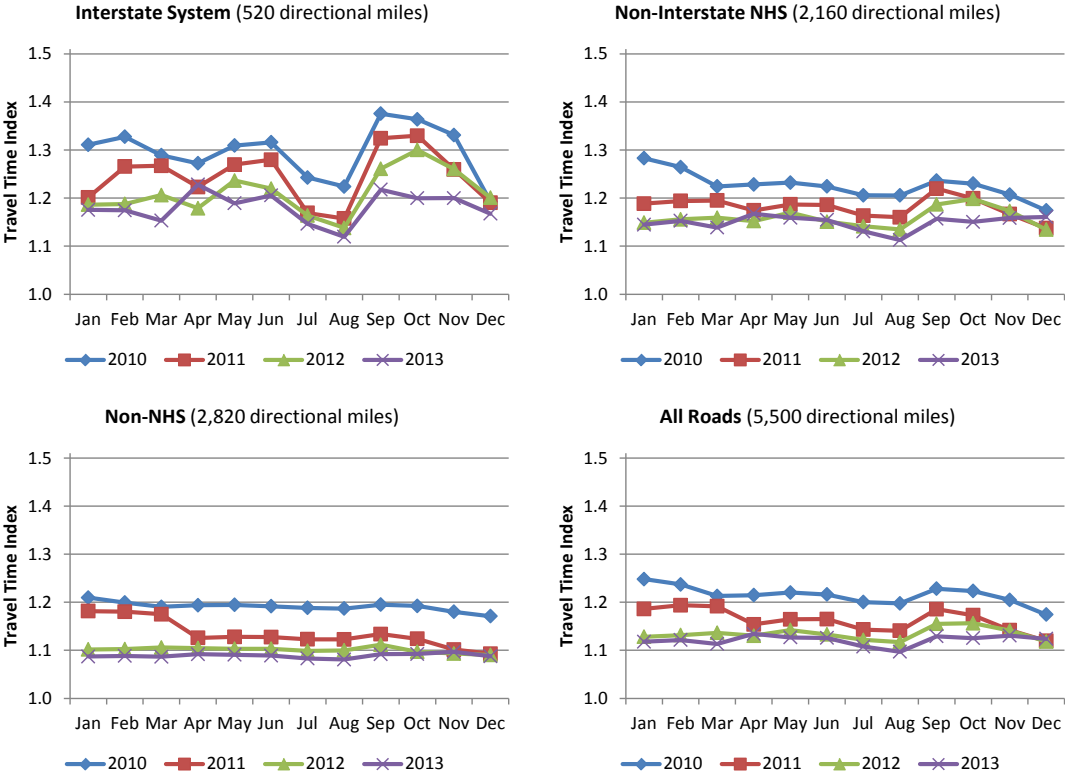 Interstate System (520 directional miles)
Travel Time Index
1.5
1.4
1.3
1.2
1.1
1.0
Jan Feb Mar Apr May Jun Jul Aug Sep Oct Nov Dec
2010 2011 2012 2013
Non-Interstate NHS (2,160 directional miles)
Travel Time Index
1.5
1.4
1.3
1.2
1.1
1.0
Jan Feb Mar Apr May Jun Jul Aug Sep Oct Nov Dec
2010 2011 2012 2013
Non-NHS (2,820 directional miles)
Travel Time Index
1.5
1.4
1.3
1.2
1.1
1.0
Jan Feb Mar Apr May Jun Jul Aug Sep Oct Nov Dec
2010 2011 2012 2013
All Roads (5,500 directional miles)
Travel Time Index
1.5
1.4
1.3
1.2
1.1
1.0
Jan Feb Mar Apr May Jun Jul Aug Sep Oct Nov Dec
2010 2011 2012 2013